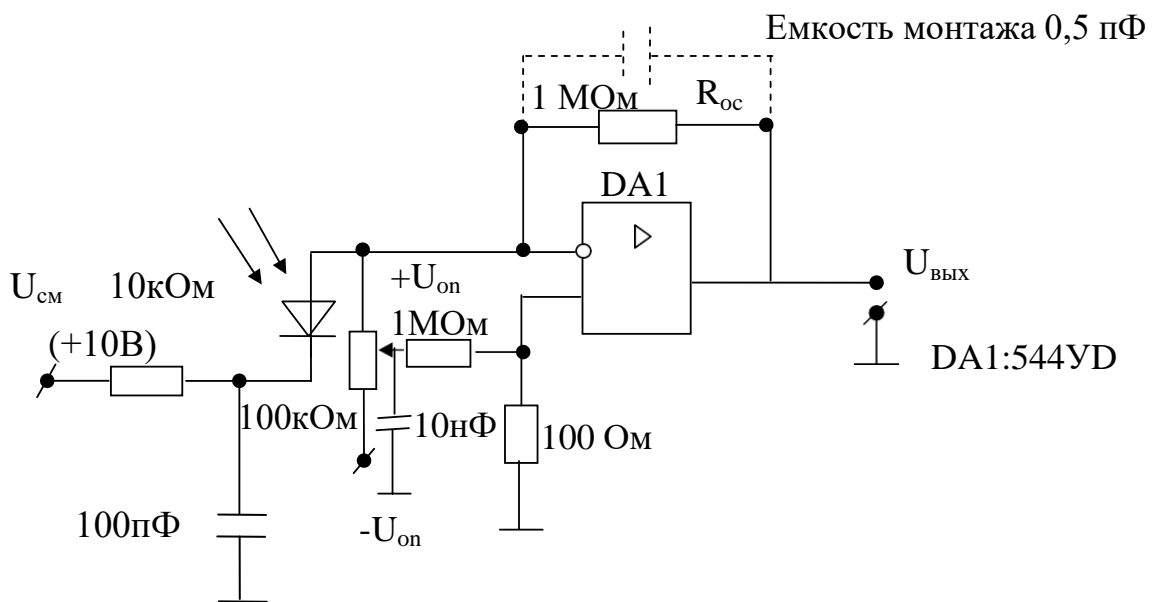 Емкость монтажа 0,5 пФ
1 МОм
Rос
DA1
Uсм
10кОм
+Uоп
Uвых
(+10В)
1МОм
DA1:544УD
100кОм
10нФ
100 Ом
100пФ
-Uоп